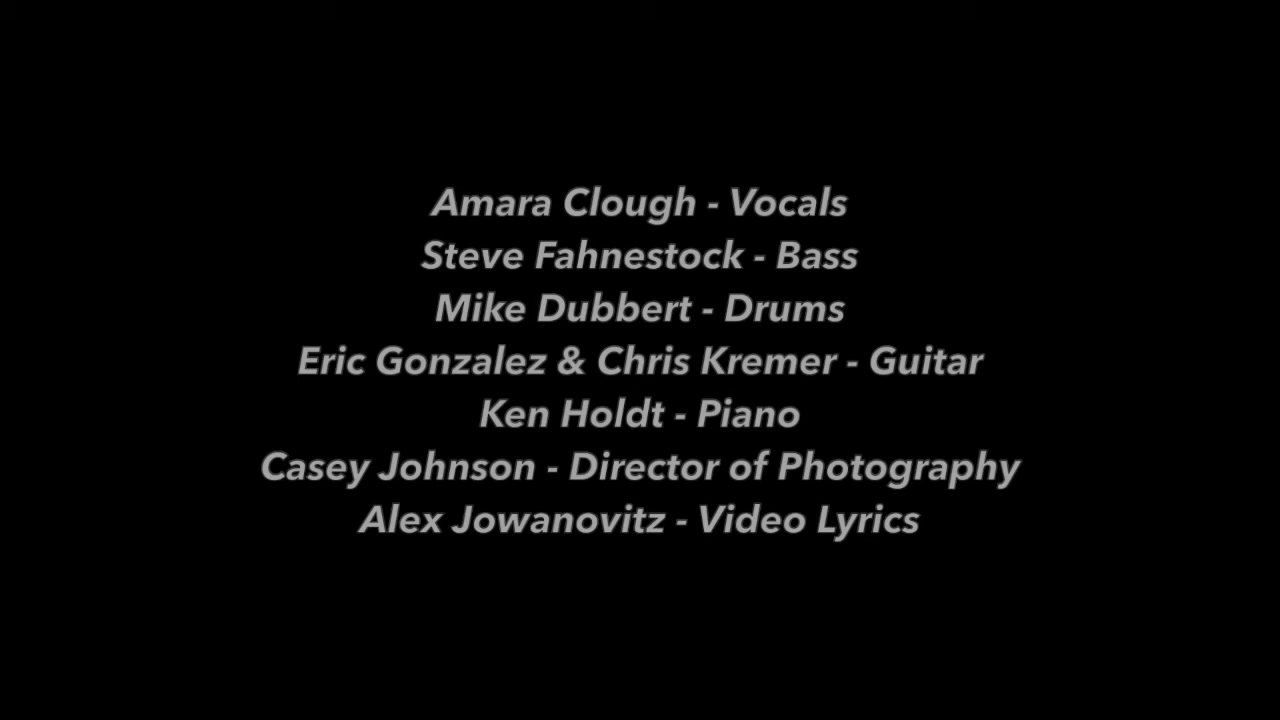 Amara Clough - Vocals
Steve Fahnestock - Bass
Mike Dubbert - Drums
Eric Gonzalez & Chris Kremer - Guitar
Ken Holdt - Piano
Casey Johnson - Director of Photography
Alex Jowanovitz - Video Lyrics